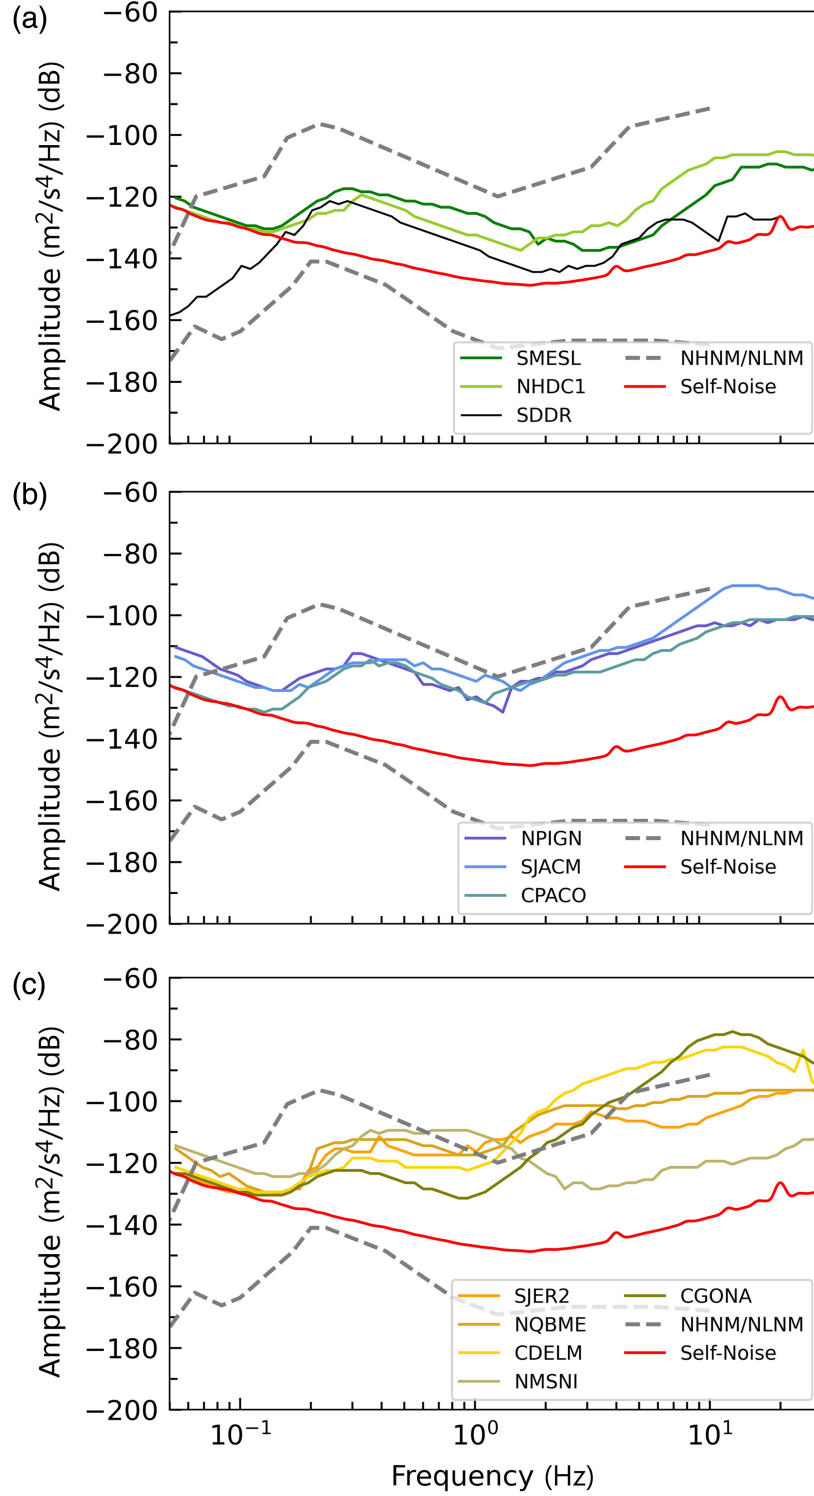 (a)
−60
−80
−100
−120
−140
−160
−180
−200
Amplitude (m²/s⁴/Hz) (dB)
SMESL
NHDC1
SDDR
NHNM/NLNM
Self-Noise
(b)
−60
−80
−100
−120
−140
−160
−180
−200
Amplitude (m²/s⁴/Hz) (dB)
NPIGN
SJACM
CPACO
NHNM/NLNM
Self-Noise
(c)
−60
−80
−100
−120
−140
−160
−180
−200
Amplitude (m²/s⁴/Hz) (dB)
SJER2
NQBME
CDELM
NMSNI
CGONA
NHNM/NLNM
Self-Noise
10⁻¹ 10⁰ 10¹
Frequency (Hz)